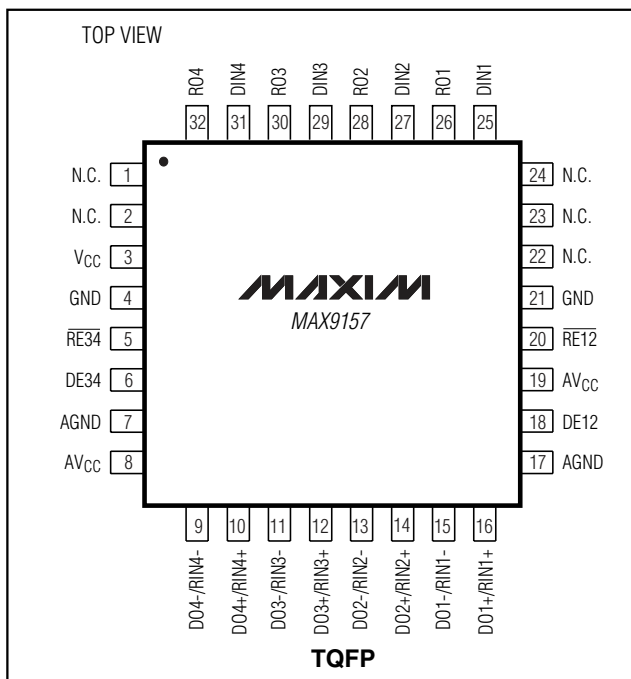 TOP VIEW
RO4
DIN4
RO3
DIN3
RO2
DIN2
RO1
DIN1
32 31 30 29 28 27 26 25
N.C. 1
N.C. 2
VCC 3
GND 4
RE34 5
DE34 6
AGND 7
AVCC 8
MAXIM
MAX9157
24 N.C.
23 N.C.
22 N.C.
21 GND
20 RE12
19 AVCC
18 DE12
17 AGND
9 10 11 12 13 14 15 16
DO4-/RIN4-
DO4+/RIN4+
DO3-/RIN3-
DO3+/RIN3+
DO2-/RIN2-
DO2+/RIN2+
DO1-/RIN1-
DO1+/RIN1+
TQFP